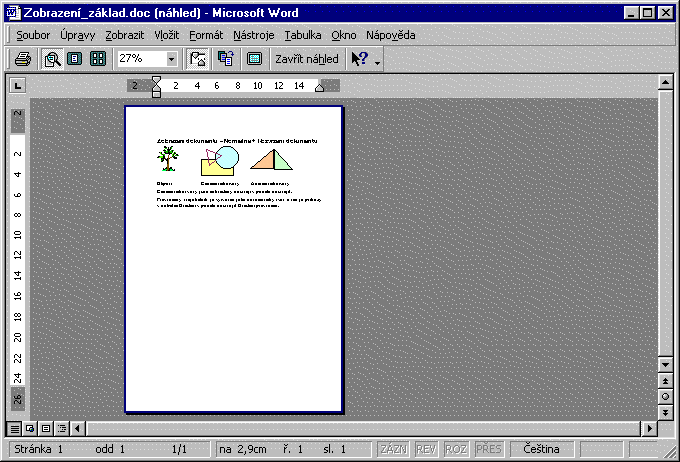 Zobrazení_základ.doc (náhled) - Microsoft Word
Soubor Úpravy Zobrazit Vložit Formát Nástroje Tabulka Okno Nápověda
27% Zavřít náhled
2 2 4 6 8 10 12 14
2
2
4
6
8
10
12
14
16
18
20
22
24
26
Stránka 1 odd 1 1/1 na 2,9cm ř. 1 sl. 1 ZÁZN REV ROZ PŘES Čeština